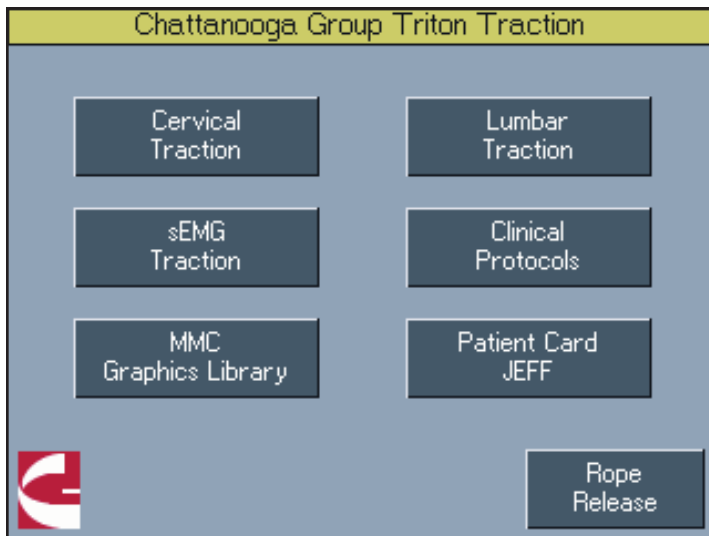 Chattanooga Group Triton Traction
Cervical
Traction
Lumbar
Traction
sEMG
Traction
Clinical
Protocols
MMC
Graphics Library
Patient Card
JEFF
Rope
Release